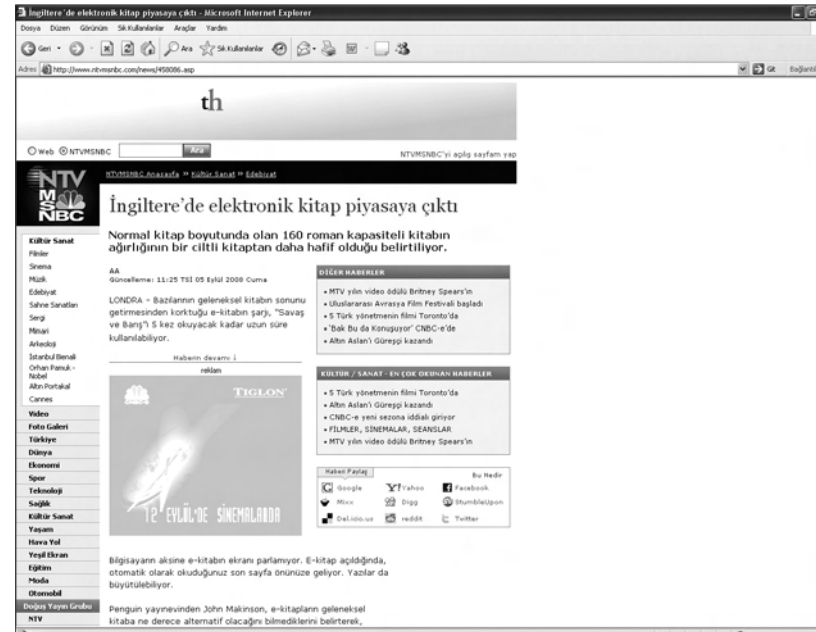 İngiltere'de elektronik kitap piyasaya çıktı - Microsoft Internet Explorer
Dosya Düzen Görünüm Sık Kullanılanlar Araçlar Yardım
Geri Ara Sık Kullanılanlar
Adres http://www.ntvmsnbc.com/news/458086.asp Git Bağlantıl
th
Web NTVMSNBC Ara NTVMSNBC'yi açılış sayfam yap
NTV MSNBC
NTVMSNBC Anasayfa » Kültür Sanat » Edebiyat
İngiltere'de elektronik kitap piyasaya çıktı
Normal kitap boyutunda olan 160 roman kapasiteli kitabın
ağırlığının bir ciltli kitaptan daha hafif olduğu belirtiliyor.
AA
Güncelleme: 11:25 TSİ 05 Eylül 2008 Cuma
LONDRA - Bazılarının geleneksel kitabın sonunu
getirmesinden korktuğu e-kitabın şarjı, "Savaş
ve Barış"ı 5 kez okuyacak kadar uzun süre
kullanılabiliyor.
Haberin devamı ↓
reklam
TIGLON
12 EYLÜL'DE SİNEMALARDA
Bilgisayarın aksine e-kitabın ekranı parlamıyor. E-kitap açıldığında,
otomatik olarak okuduğunuz son sayfa önünüze geliyor. Yazılar da
büyütülebiliyor.
Penguin yayınevinden John Makinson, e-kitapların geleneksel
kitaba ne derece alternatif olacağını bilmediklerini belirterek,
DİĞER HABERLER
• MTV yılın video ödülü Britney Spears'ın
• Uluslararası Avrasya Film Festivali başladı
• 5 Türk yönetmenin filmi Toronto'da
• 'Bak Bu da Konuşuyor' CNBC-e'de
• Altın Aslan'ı Güreşçi kazandı
KÜLTÜR / SANAT - EN ÇOK OKUNAN HABERLER
• 5 Türk yönetmenin filmi Toronto'da
• Altın Aslan'ı Güreşçi kazandı
• CNBC-e yeni sezona iddialı giriyor
• FİLMLER, SİNEMALAR, SEANSLAR
• MTV yılın video ödülü Britney Spears'ın
Haberi Paylaş Bu Nedir
Google Yahoo Facebook
Mixx Digg StumbleUpon
Del.icio.us reddit Twitter
Kültür Sanat
Filmler
Sinema
Müzik
Edebiyat
Sahne Sanatları
Sergi
Mimari
Arkeoloji
İstanbul Bienali
Orhan Pamuk -
Nobel
Altın Portakal
Cannes
Video
Foto Galeri
Türkiye
Dünya
Ekonomi
Spor
Teknoloji
Sağlık
Kültür Sanat
Yaşam
Hava Yol
Yeşil Ekran
Eğitim
Moda
Otomobil
Doğuş Yayın Grubu
NTV